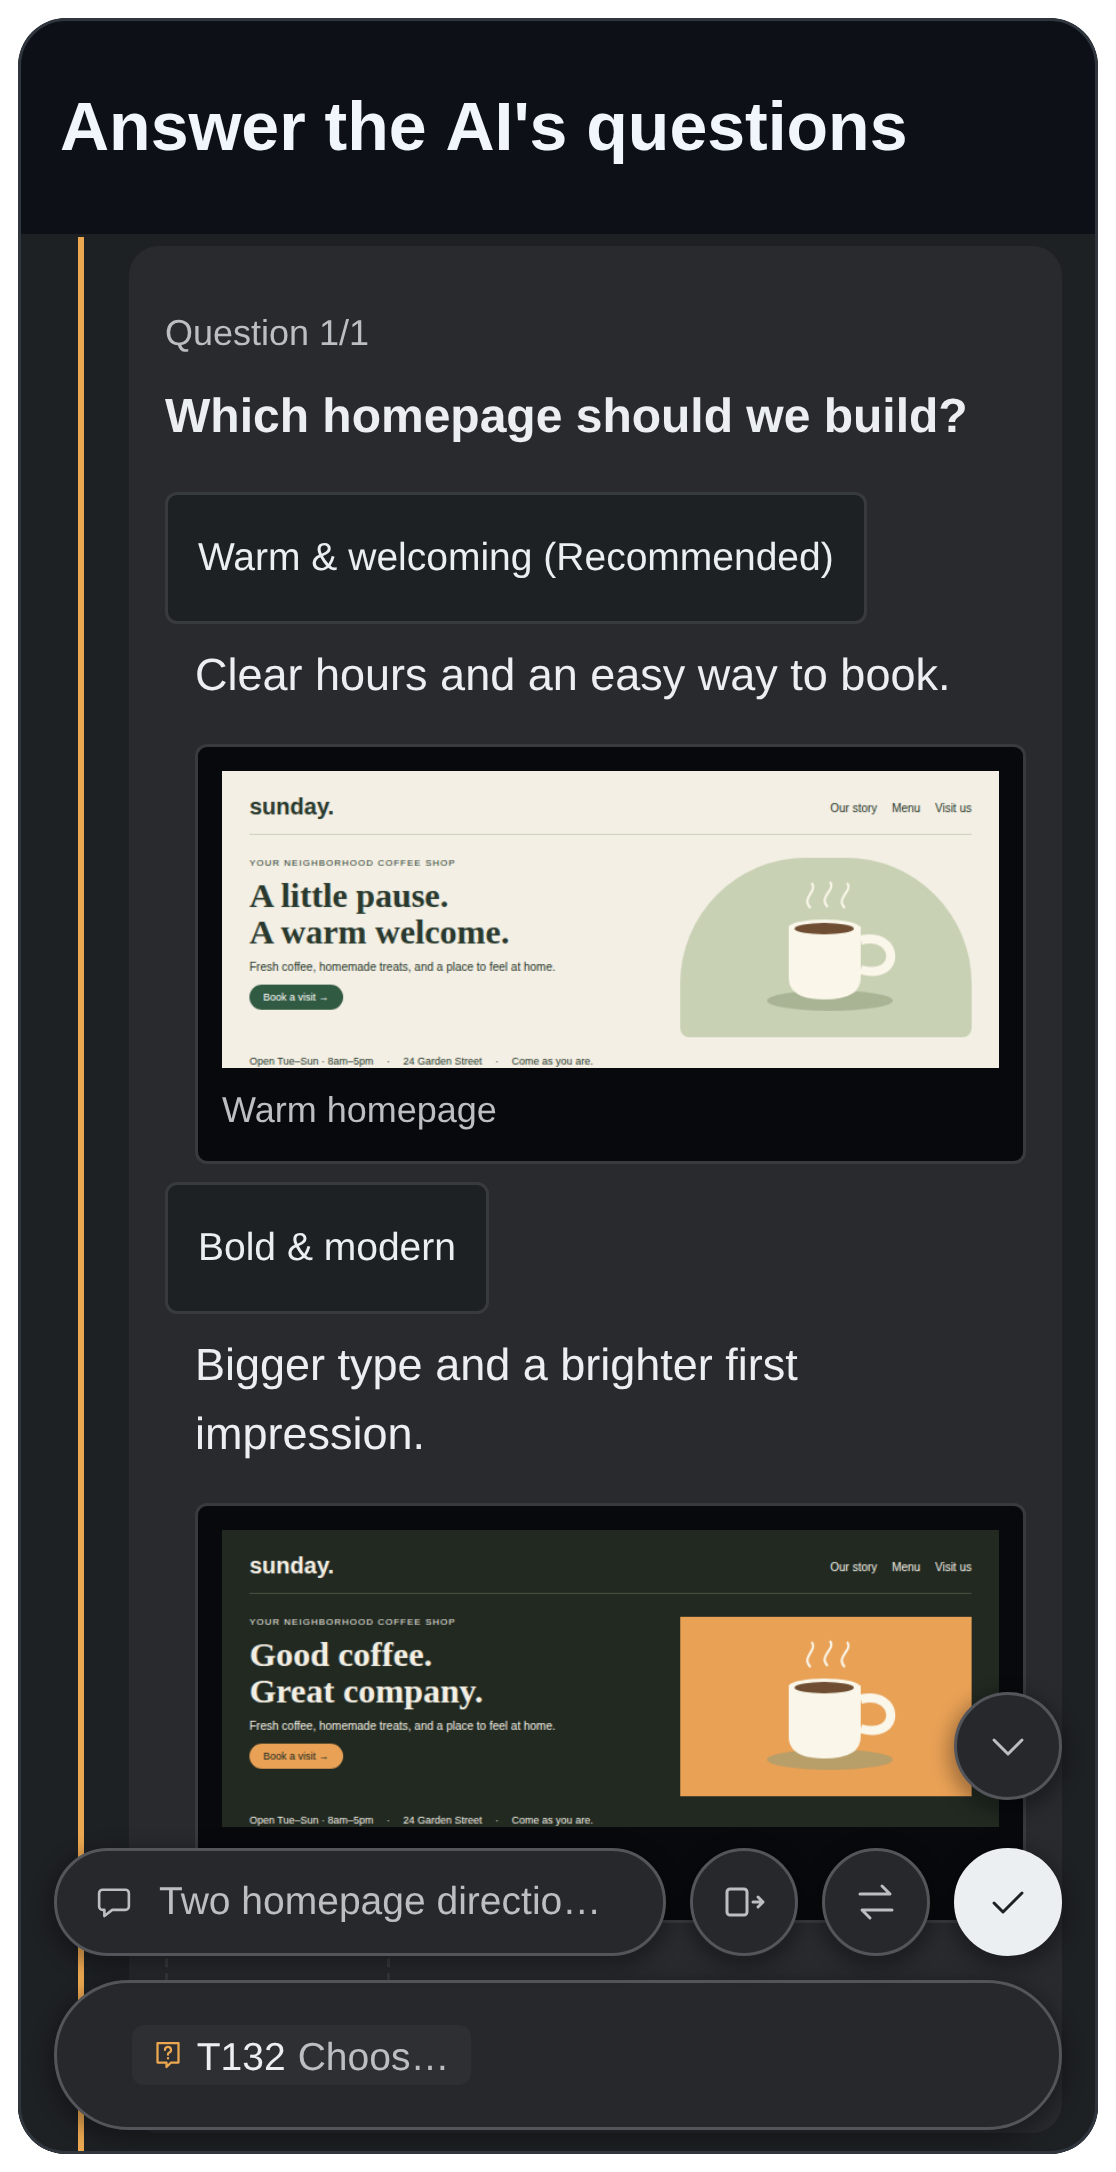 Answer the AI's questions
Question 1/1
Which homepage should we build?
Warm & welcoming (Recommended)
Clear hours and an easy way to book.
sunday.
Our story Menu Visit us
YOUR NEIGHBORHOOD COFFEE SHOP
A little pause.
A warm welcome.
Fresh coffee, homemade treats, and a place to feel at home.
Book a visit →
Open Tue–Sun · 8am–5pm · 24 Garden Street · Come as you are.
Warm homepage
Bold & modern
Bigger type and a brighter first
impression.
sunday.
Our story Menu Visit us
YOUR NEIGHBORHOOD COFFEE SHOP
Good coffee.
Great company.
Fresh coffee, homemade treats, and a place to feel at home.
Book a visit →
Open Tue–Sun · 8am–5pm · 24 Garden Street · Come as you are.
Two homepage directio…
T132 Choos…